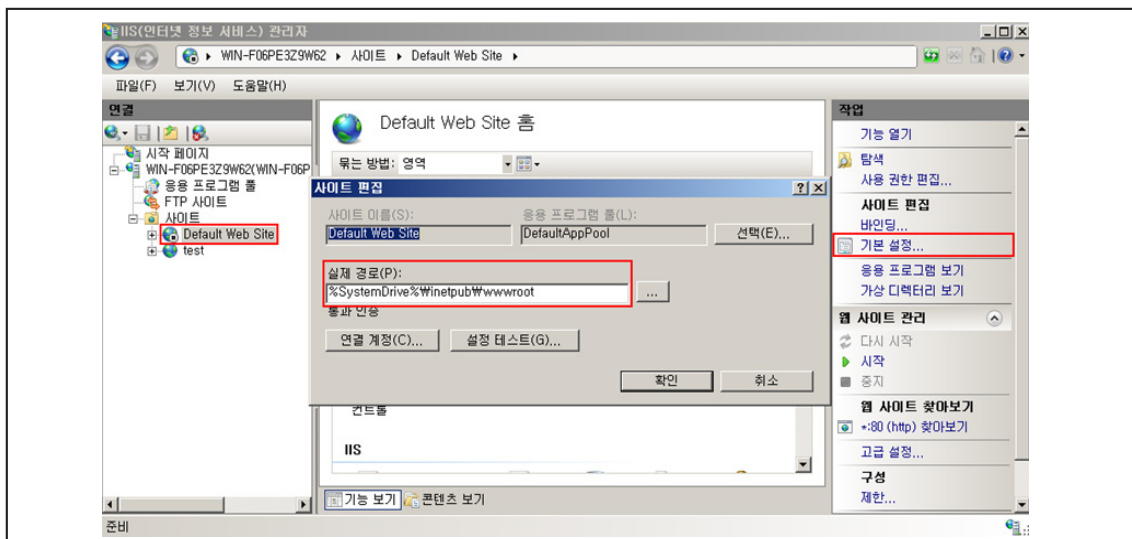 IIS(인터넷 정보 서비스) 관리자
WIN-F06PE3Z9W62 ▸ 사이트 ▸ Default Web Site ▸
파일(F) 보기(V) 도움말(H)
연결
시작 페이지
WIN-F06PE3Z9W62(WIN-F06P
응용 프로그램 풀
FTP 사이트
사이트
Default Web Site
test
Default Web Site 홈
묶는 방법: 영역
사이트 편집
사이트 이름(S):
응용 프로그램 풀(L):
Default Web Site
DefaultAppPool
선택(E)...
실제 경로(P):
%SystemDrive%₩inetpub₩wwwroot
...
통과 인증
연결 계정(C)...
설정 테스트(G)...
확인
취소
컨트롤
IIS
기능 보기
콘텐츠 보기
작업
기능 열기
탐색
사용 권한 편집...
사이트 편집
바인딩...
기본 설정...
응용 프로그램 보기
가상 디렉터리 보기
웹 사이트 관리
다시 시작
시작
중지
웹 사이트 찾아보기
*:80 (http) 찾아보기
고급 설정...
구성
제한...
준비